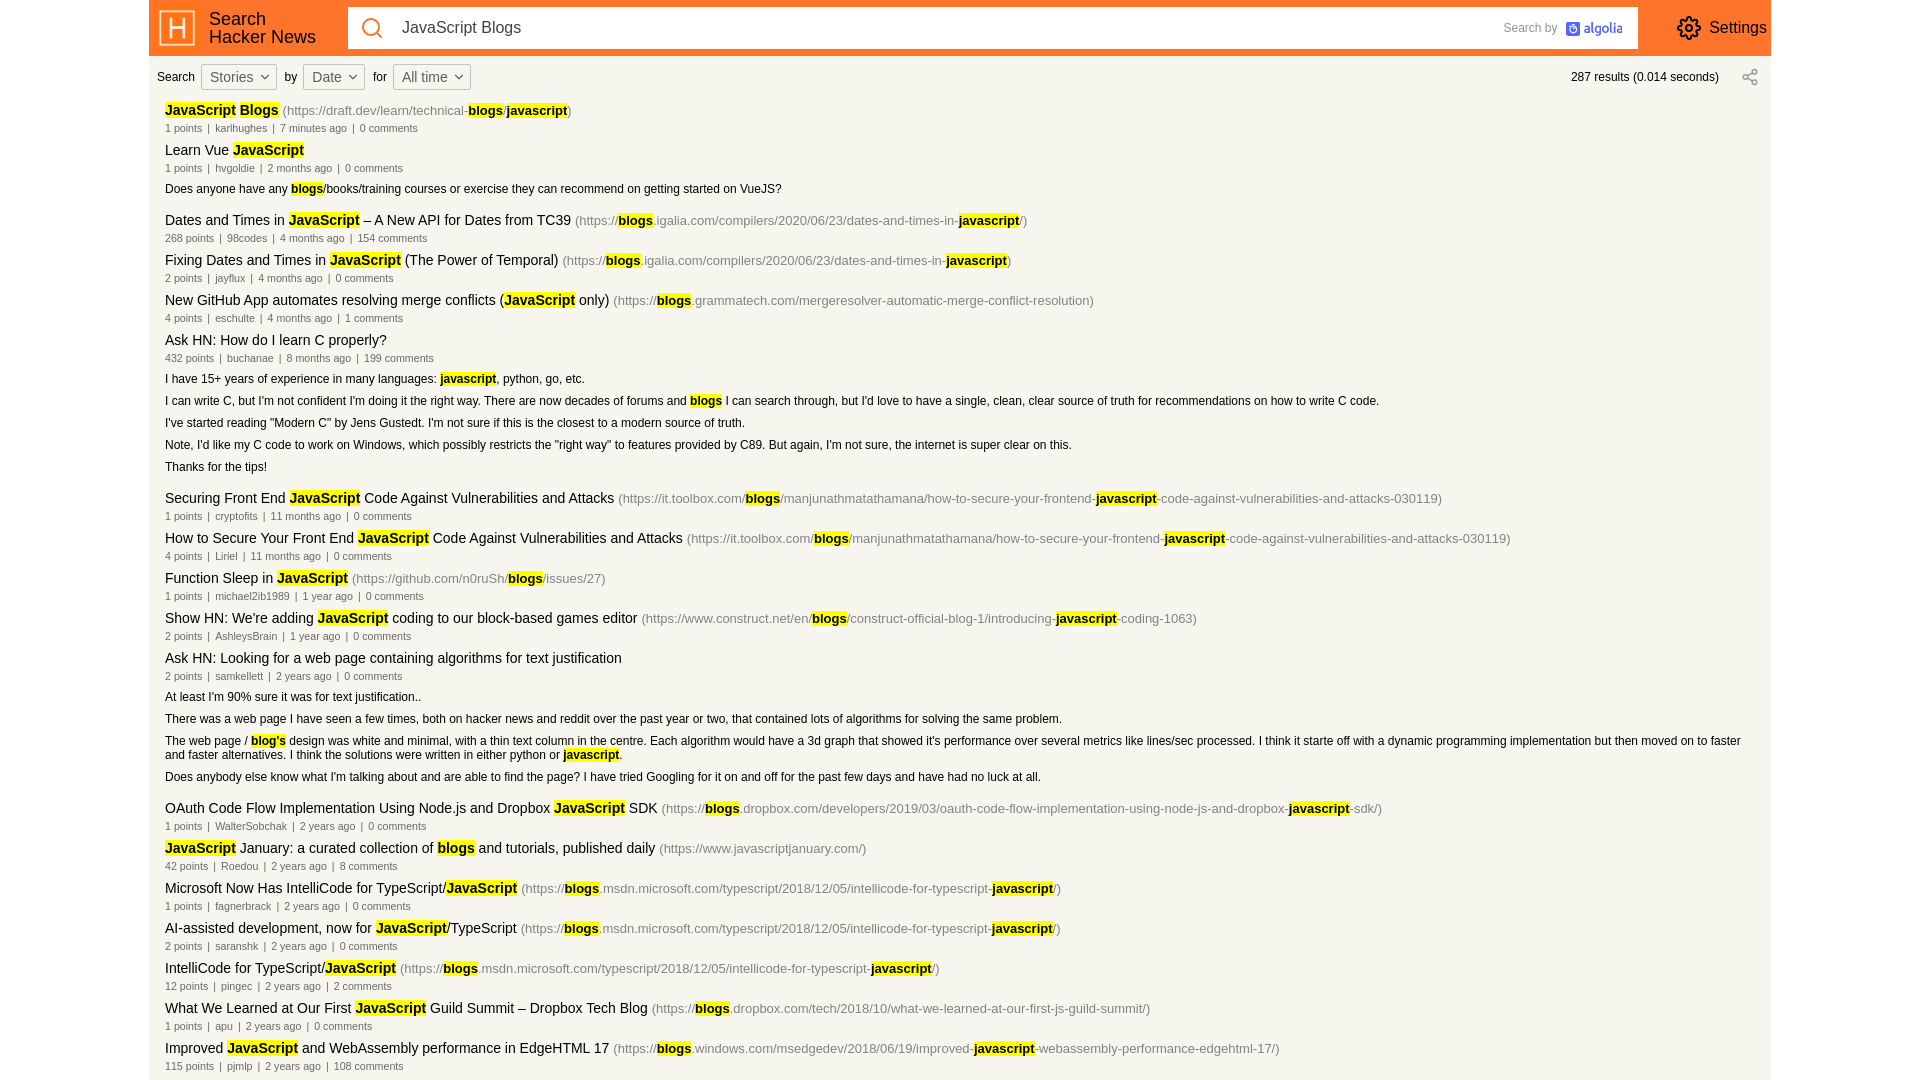 Search
Hacker News
JavaScript Blogs
Search by algolia
Settings
Search Stories by Date for All time
287 results (0.014 seconds)
JavaScript Blogs (https://draft.dev/learn/technical-blogs/javascript)
1 points | karlhughes | 7 minutes ago | 0 comments
Learn Vue JavaScript
1 points | hvgoldie | 2 months ago | 0 comments
Does anyone have any blogs/books/training courses or exercise they can recommend on getting started on VueJS?
Dates and Times in JavaScript – A New API for Dates from TC39 (https://blogs.igalia.com/compilers/2020/06/23/dates-and-times-in-javascript/)
268 points | 98codes | 4 months ago | 154 comments
Fixing Dates and Times in JavaScript (The Power of Temporal) (https://blogs.igalia.com/compilers/2020/06/23/dates-and-times-in-javascript)
2 points | jayflux | 4 months ago | 0 comments
New GitHub App automates resolving merge conflicts (JavaScript only) (https://blogs.grammatech.com/mergeresolver-automatic-merge-conflict-resolution)
4 points | eschulte | 4 months ago | 1 comments
Ask HN: How do I learn C properly?
432 points | buchanae | 8 months ago | 199 comments
I have 15+ years of experience in many languages: javascript, python, go, etc.
I can write C, but I'm not confident I'm doing it the right way. There are now decades of forums and blogs I can search through, but I'd love to have a single, clean, clear source of truth for recommendations on how to write C code.
I've started reading "Modern C" by Jens Gustedt. I'm not sure if this is the closest to a modern source of truth.
Note, I'd like my C code to work on Windows, which possibly restricts the "right way" to features provided by C89. But again, I'm not sure, the internet is super clear on this.
Thanks for the tips!
Securing Front End JavaScript Code Against Vulnerabilities and Attacks (https://it.toolbox.com/blogs/manjunathmatathamana/how-to-secure-your-frontend-javascript-code-against-vulnerabilities-and-attacks-030119)
1 points | cryptofits | 11 months ago | 0 comments
How to Secure Your Front End JavaScript Code Against Vulnerabilities and Attacks (https://it.toolbox.com/blogs/manjunathmatathamana/how-to-secure-your-frontend-javascript-code-against-vulnerabilities-and-attacks-030119)
4 points | Liriel | 11 months ago | 0 comments
Function Sleep in JavaScript (https://github.com/n0ruSh/blogs/issues/27)
1 points | michael2ib1989 | 1 year ago | 0 comments
Show HN: We're adding JavaScript coding to our block-based games editor (https://www.construct.net/en/blogs/construct-official-blog-1/introducing-javascript-coding-1063)
2 points | AshleysBrain | 1 year ago | 0 comments
Ask HN: Looking for a web page containing algorithms for text justification
2 points | samkellett | 2 years ago | 0 comments
At least I'm 90% sure it was for text justification..
There was a web page I have seen a few times, both on hacker news and reddit over the past year or two, that contained lots of algorithms for solving the same problem.
The web page / blog's design was white and minimal, with a thin text column in the centre. Each algorithm would have a 3d graph that showed it's performance over several metrics like lines/sec processed. I think it starte off with a dynamic programming implementation but then moved on to faster
and faster alternatives. I think the solutions were written in either python or javascript.
Does anybody else know what I'm talking about and are able to find the page? I have tried Googling for it on and off for the past few days and have had no luck at all.
OAuth Code Flow Implementation Using Node.js and Dropbox JavaScript SDK (https://blogs.dropbox.com/developers/2019/03/oauth-code-flow-implementation-using-node-js-and-dropbox-javascript-sdk/)
1 points | WalterSobchak | 2 years ago | 0 comments
JavaScript January: a curated collection of blogs and tutorials, published daily (https://www.javascriptjanuary.com/)
42 points | Roedou | 2 years ago | 8 comments
Microsoft Now Has IntelliCode for TypeScript/JavaScript (https://blogs.msdn.microsoft.com/typescript/2018/12/05/intellicode-for-typescript-javascript/)
1 points | fagnerbrack | 2 years ago | 0 comments
AI-assisted development, now for JavaScript/TypeScript (https://blogs.msdn.microsoft.com/typescript/2018/12/05/intellicode-for-typescript-javascript/)
2 points | saranshk | 2 years ago | 0 comments
IntelliCode for TypeScript/JavaScript (https://blogs.msdn.microsoft.com/typescript/2018/12/05/intellicode-for-typescript-javascript/)
12 points | pingec | 2 years ago | 2 comments
What We Learned at Our First JavaScript Guild Summit – Dropbox Tech Blog (https://blogs.dropbox.com/tech/2018/10/what-we-learned-at-our-first-js-guild-summit/)
1 points | apu | 2 years ago | 0 comments
Improved JavaScript and WebAssembly performance in EdgeHTML 17 (https://blogs.windows.com/msedgedev/2018/06/19/improved-javascript-webassembly-performance-edgehtml-17/)
115 points | pjmlp | 2 years ago | 108 comments